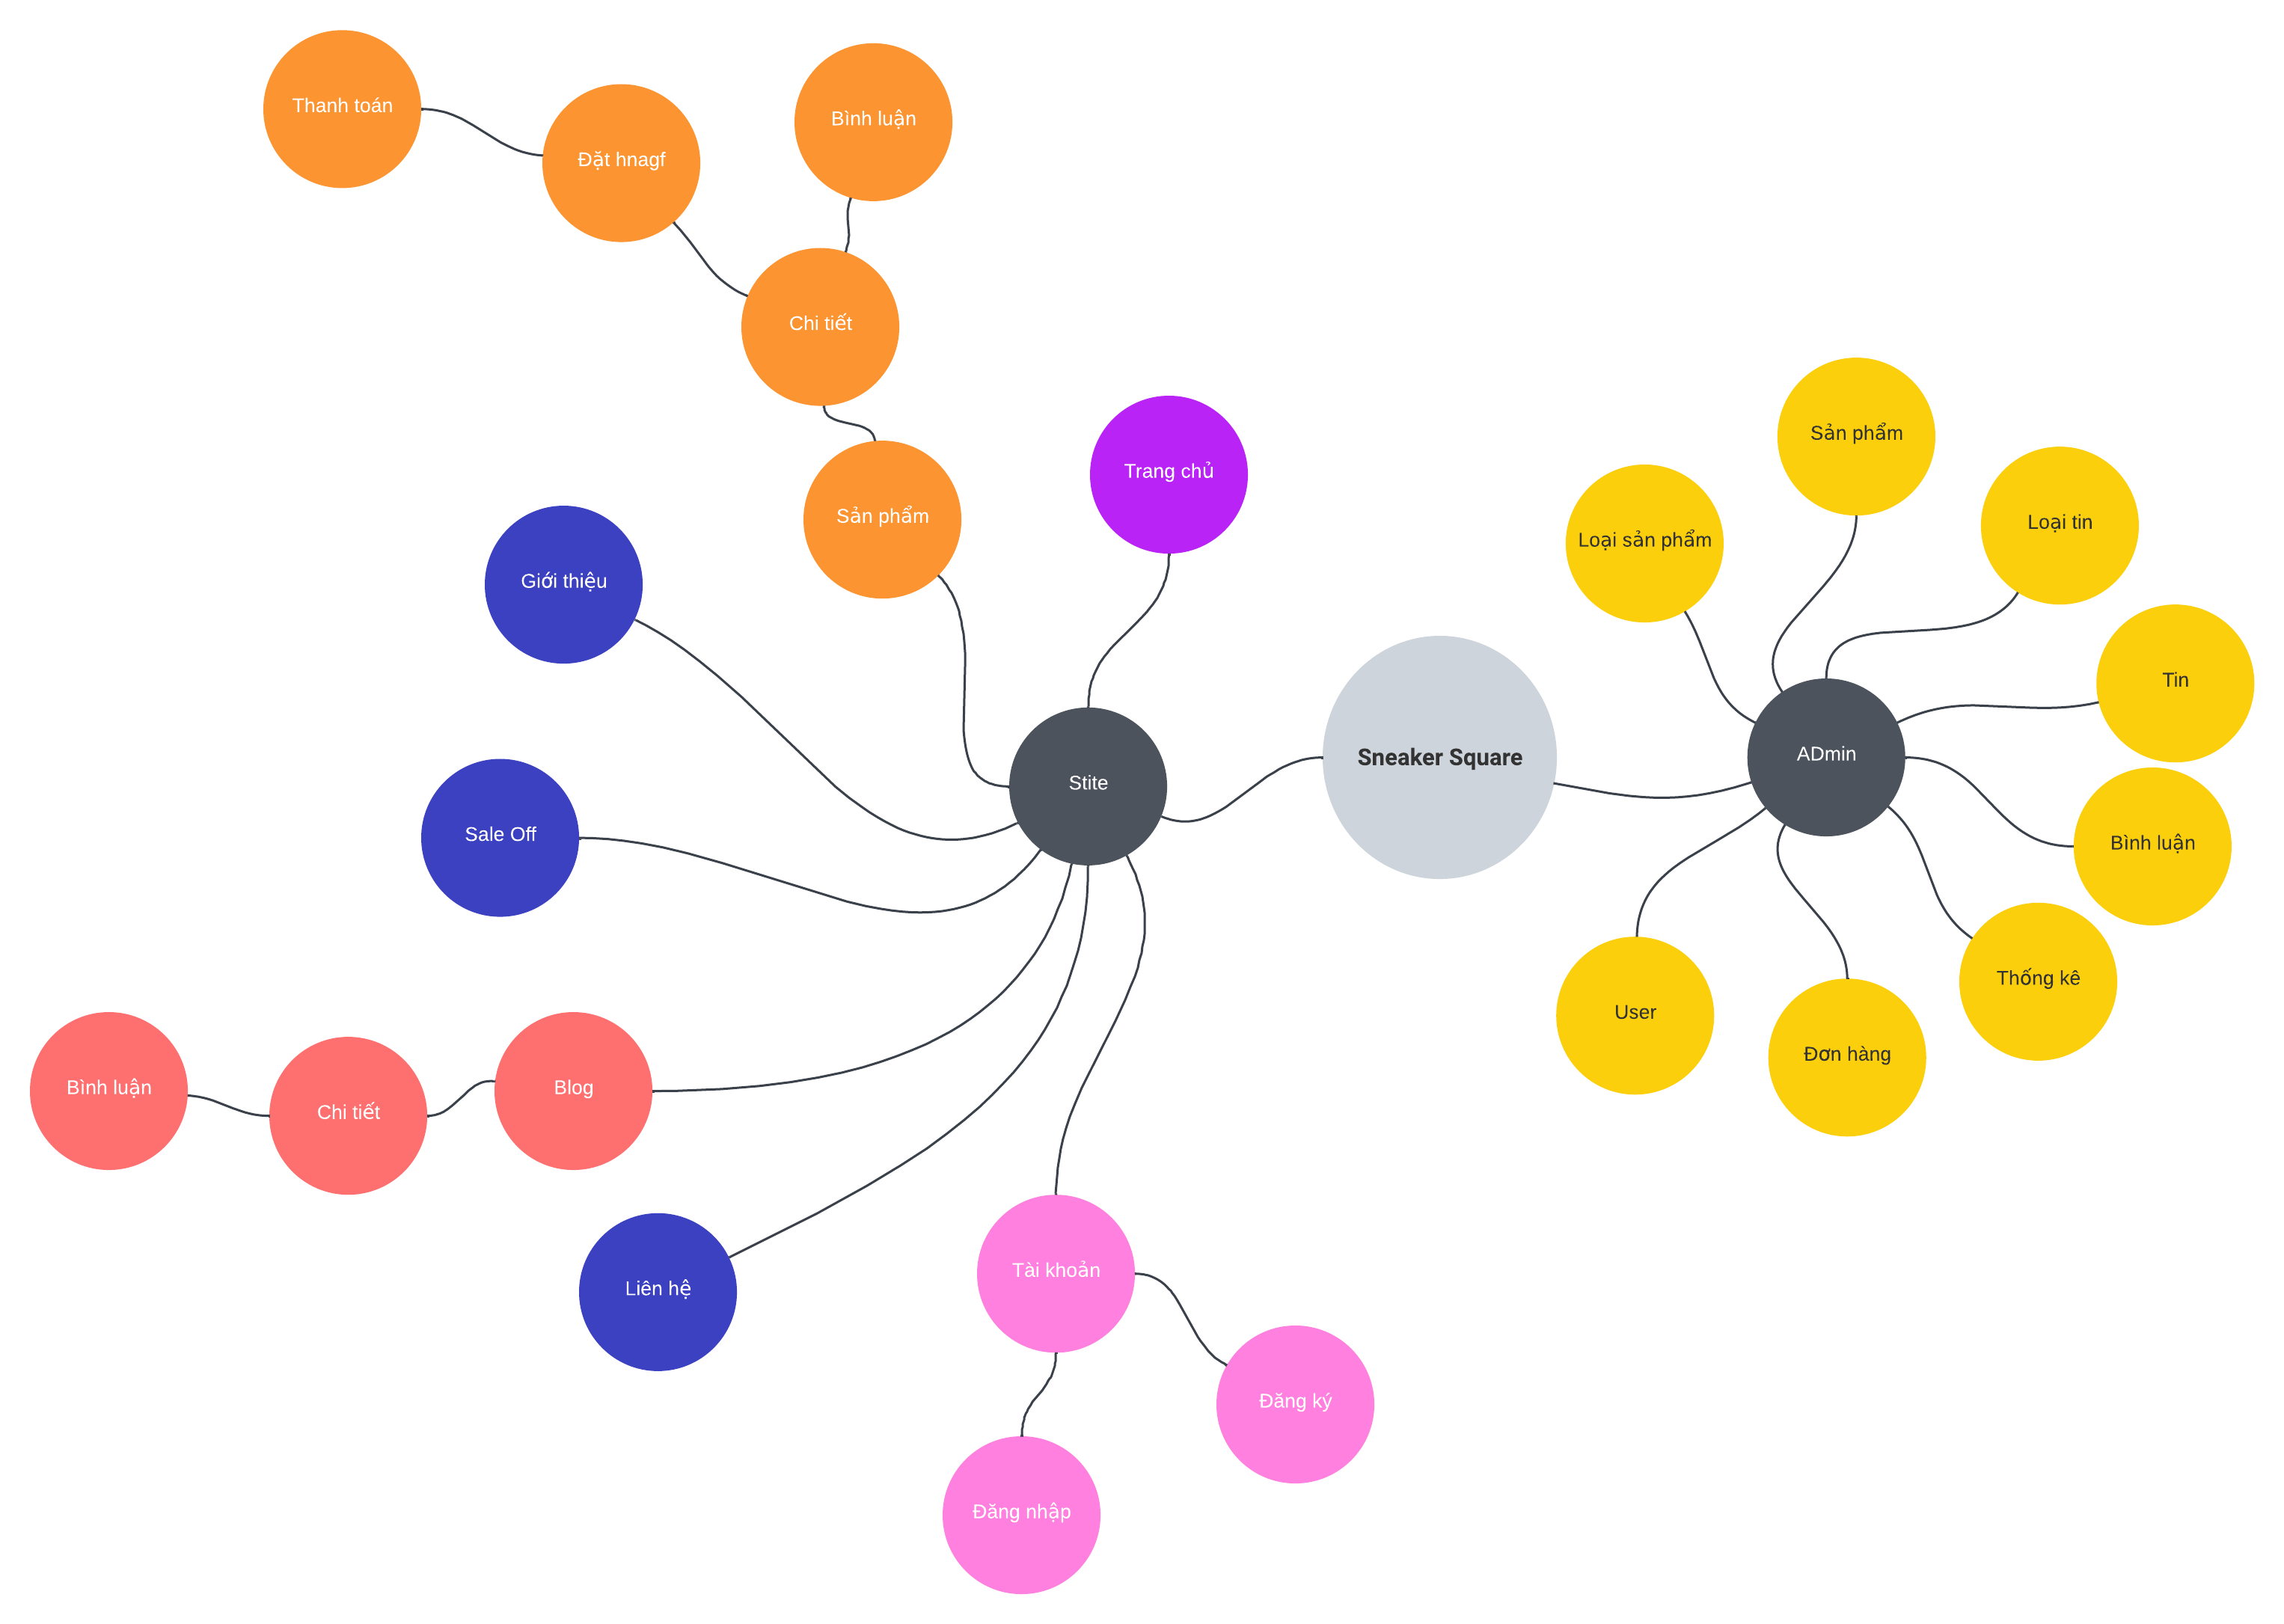 Thanh toán
Bình luận
Đặt hnagf
Chi tiết
Sản phẩm
Trang chủ
Sản phẩm
Loại tin
Loại sản phẩm
Giới thiệu
Tin
Sneaker Square
ADmin
Stite
Sale Off
Bình luận
Thống kê
User
Đơn hàng
Bình luận
Chi tiết
Blog
Tài khoản
Liên hệ
Đăng ký
Đăng nhập